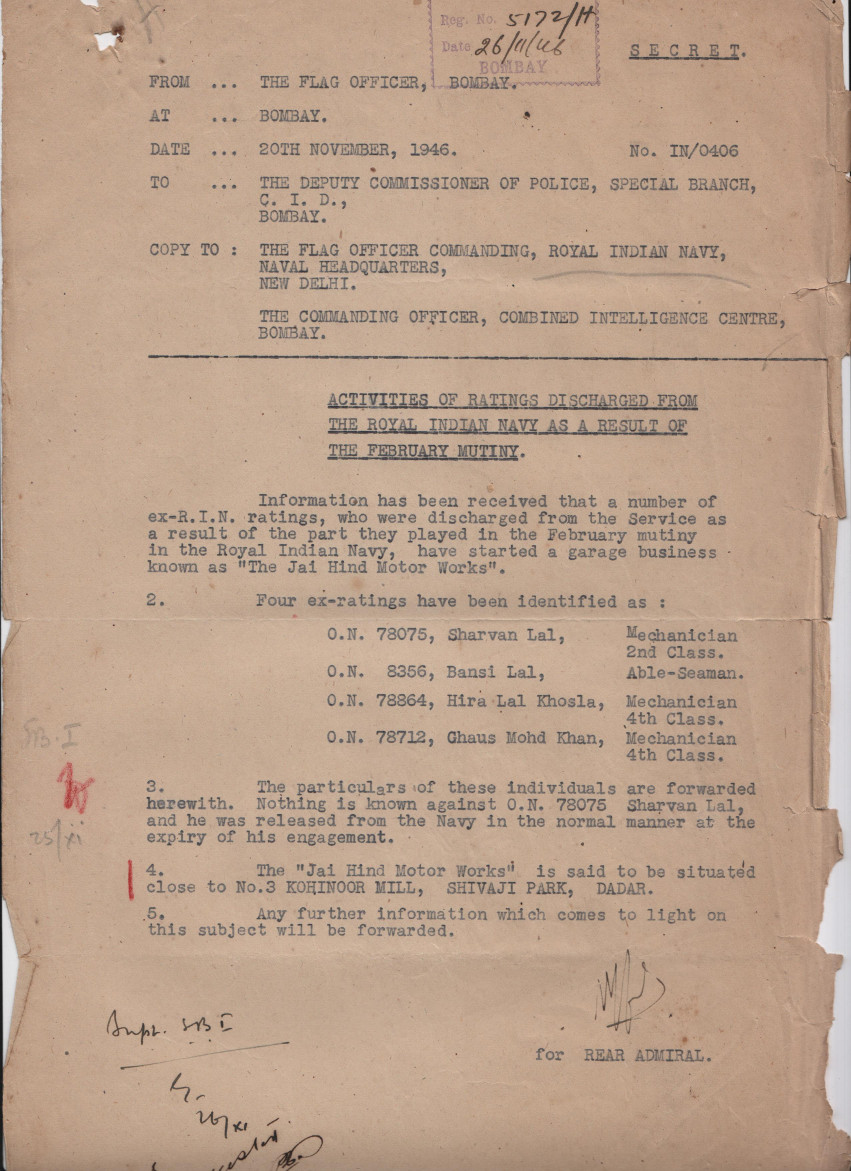 Reg. No. 5172/H
Date 26/11/46
BOMBAY
S E C R E T.
FROM ... THE FLAG OFFICER, BOMBAY.
AT ... BOMBAY.
DATE ... 20TH NOVEMBER, 1946. No. IN/0406
TO ... THE DEPUTY COMMISSIONER OF POLICE, SPECIAL BRANCH,
C. I. D.,
BOMBAY.
COPY TO : THE FLAG OFFICER COMMANDING, ROYAL INDIAN NAVY,
NAVAL HEADQUARTERS,
NEW DELHI.
THE COMMANDING OFFICER, COMBINED INTELLIGENCE CENTRE,
BOMBAY.
ACTIVITIES OF RATINGS DISCHARGED FROM
THE ROYAL INDIAN NAVY AS A RESULT OF
THE FEBRUARY MUTINY.
Information has been received that a number of
ex-R.I.N. ratings, who were discharged from the Service as
a result of the part they played in the February mutiny
in the Royal Indian Navy, have started a garage business
known as "The Jai Hind Motor Works".
2. Four ex-ratings have been identified as :
O.N. 78075, Sharvan Lal, Mechanician
2nd Class.
O.N. 8356, Bansi Lal, Able-Seaman.
O.N. 78864, Hira Lal Khosla, Mechanician
4th Class.
O.N. 78712, Ghaus Mohd Khan, Mechanician
4th Class.
SB. I
3. The particulars of these individuals are forwarded
herewith. Nothing is known against O.N. 78075 Sharvan Lal,
and he was released from the Navy in the normal manner at the
expiry of his engagement.
25/xi
4. The "Jai Hind Motor Works" is said to be situated
close to No.3 KOHINOOR MILL, SHIVAJI PARK, DADAR.
5. Any further information which comes to light on
this subject will be forwarded.
Supt. SB I
for REAR ADMIRAL.
26/xi